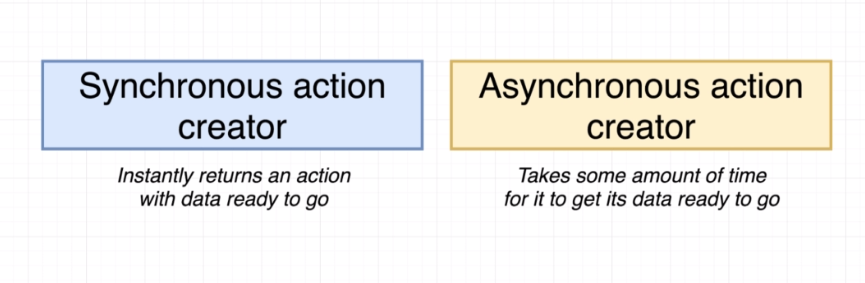 Synchronous action
creator
Instantly returns an action
with data ready to go
Asynchronous action
creator
Takes some amount of time
for it to get its data ready to go